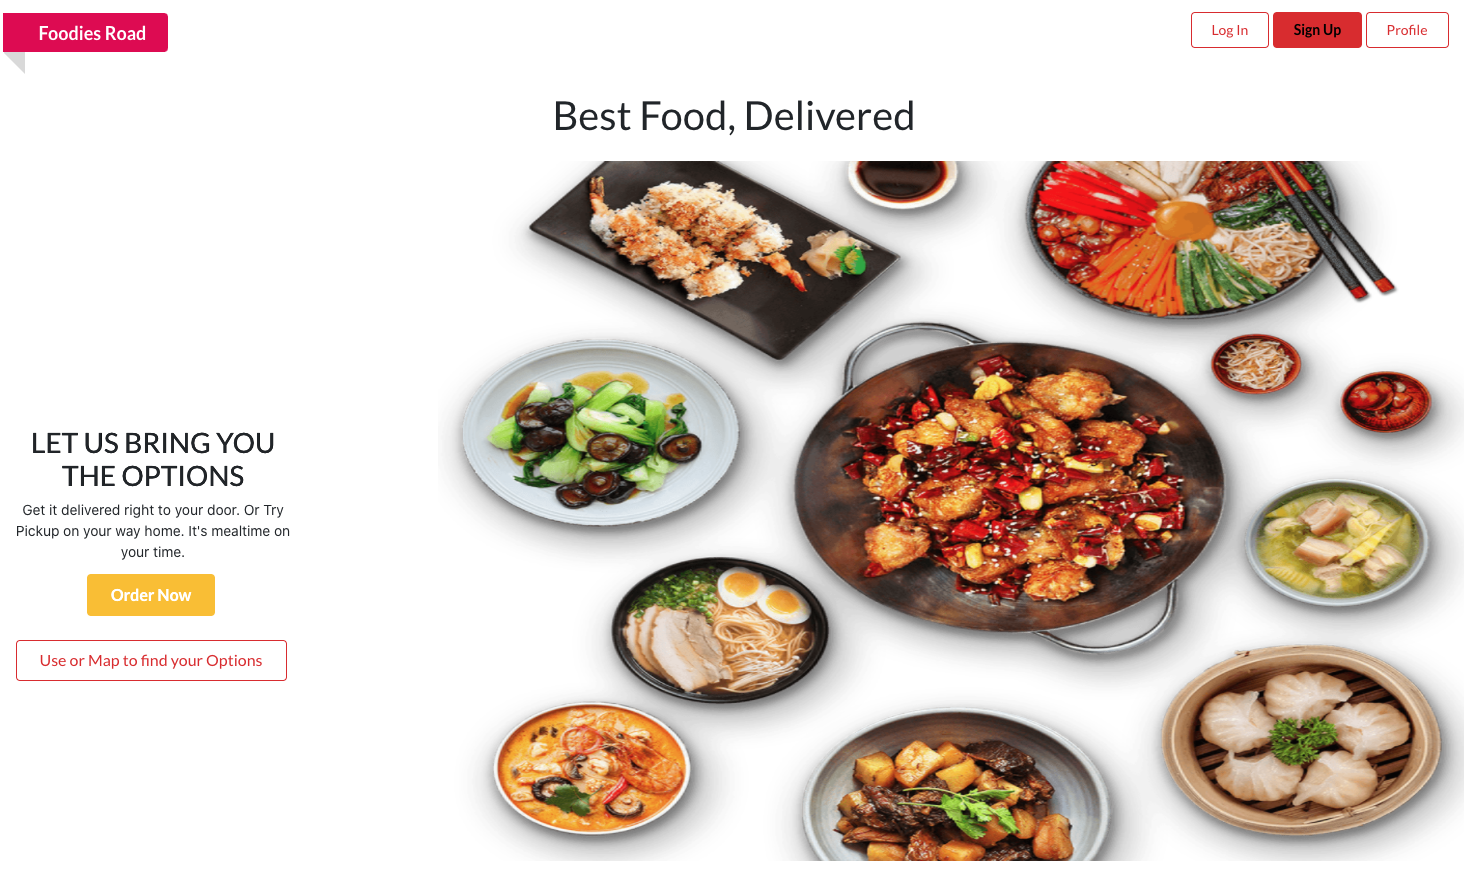 Foodies Road
Log In
Sign Up
Profile
Best Food, Delivered
LET US BRING YOU
THE OPTIONS
Get it delivered right to your door. Or Try
Pickup on your way home. It's mealtime on
your time.
Order Now
Use or Map to find your Options